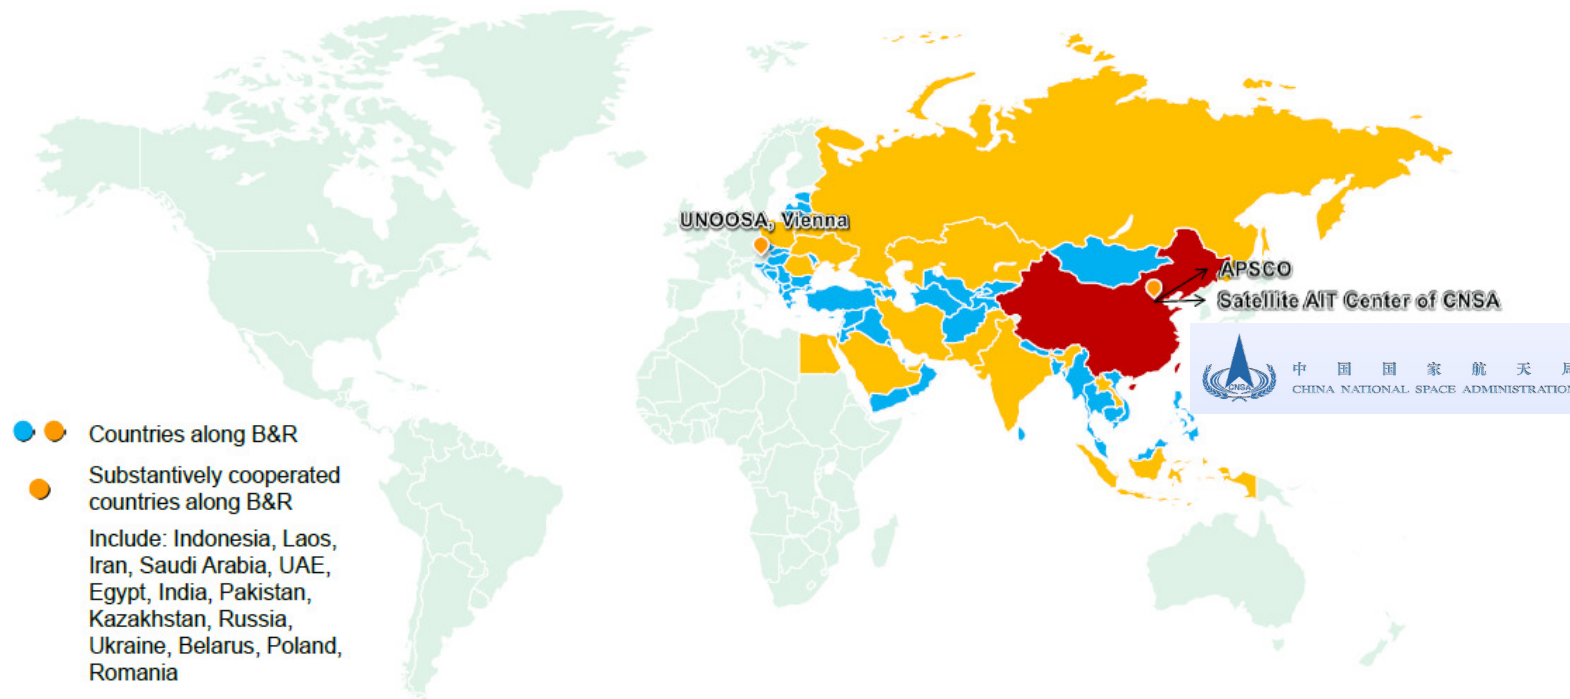 UNOOSA, Vienna
APSCO
Satellite AIT Center of CNSA
CNSA
中 国 国 家 航 天 局
CHINA NATIONAL SPACE ADMINISTRATION
Countries along B&R
Substantively cooperated
countries along B&R
Include: Indonesia, Laos,
Iran, Saudi Arabia, UAE,
Egypt, India, Pakistan,
Kazakhstan, Russia,
Ukraine, Belarus, Poland,
Romania